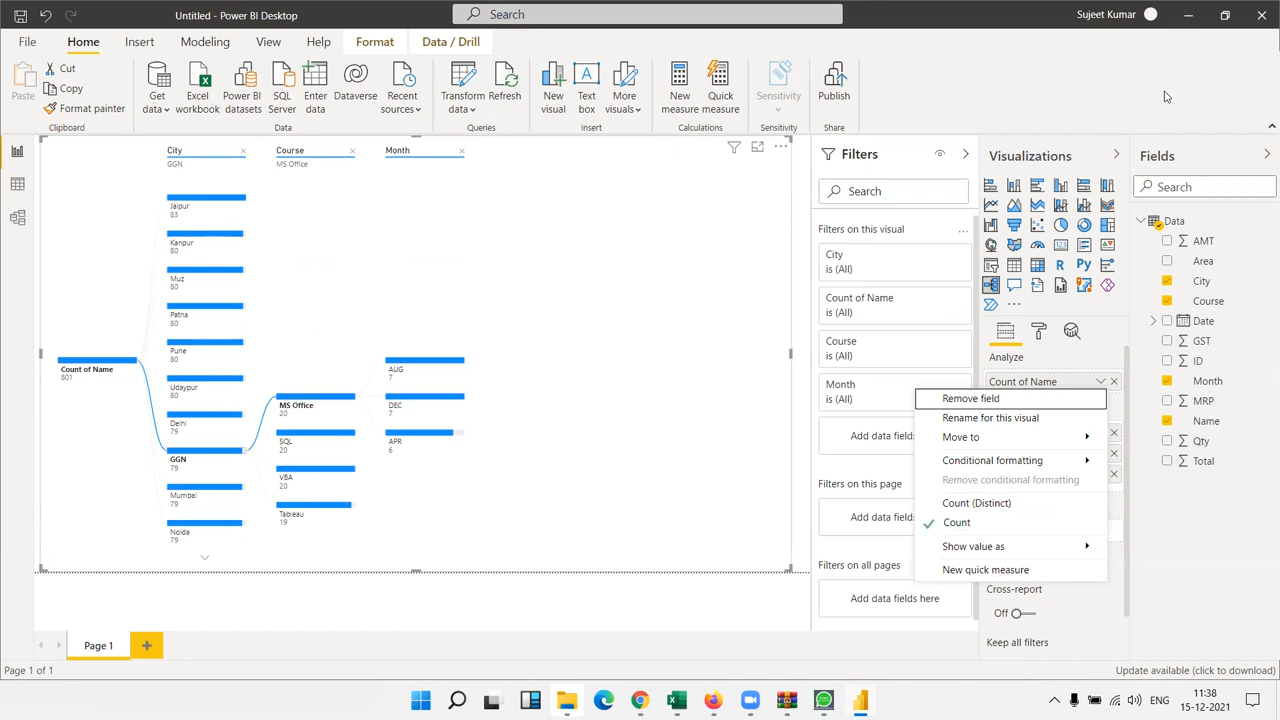 Untitled - Power BI Desktop
Search
Sujeet Kumar
File
Home
Insert
Modeling
View
Help
Format
Data / Drill
Paste
Cut
Copy
Format painter
Clipboard
Get data
Excel workbook
Power BI datasets
SQL Server
Enter data
Dataverse
Recent sources
Data
Transform data
Refresh
Queries
New visual
Text box
More visuals
Insert
New measure
Quick measure
Calculations
Sensitivity
Sensitivity
Publish
Share
City
GGN
Course
MS Office
Month
Jaipur
83
Kanpur
80
Muz
80
Patna
80
Pune
80
Udaypur
80
Delhi
79
GGN
79
Mumbai
79
Noida
79
Count of Name
801
MS Office
20
SQL
20
VBA
20
Tableau
19
AUG
7
DEC
7
APR
6
Filters
Search
Filters on this visual
City
is (All)
Count of Name
is (All)
Course
is (All)
Month
is (All)
Add data fields
Filters on this page
Add data fields
Filters on all pages
Add data fields here
Visualizations
Analyze
Count of Name
Remove field
Rename for this visual
Move to
Conditional formatting
Remove conditional formatting
Count (Distinct)
Count
Show value as
New quick measure
Cross-report
Off
Keep all filters
Fields
Search
Data
AMT
Area
City
Course
Date
GST
ID
Month
MRP
Name
Qty
Total
Page 1
Page 1 of 1
Update available (click to download)
ENG
11:38
15-12-2021